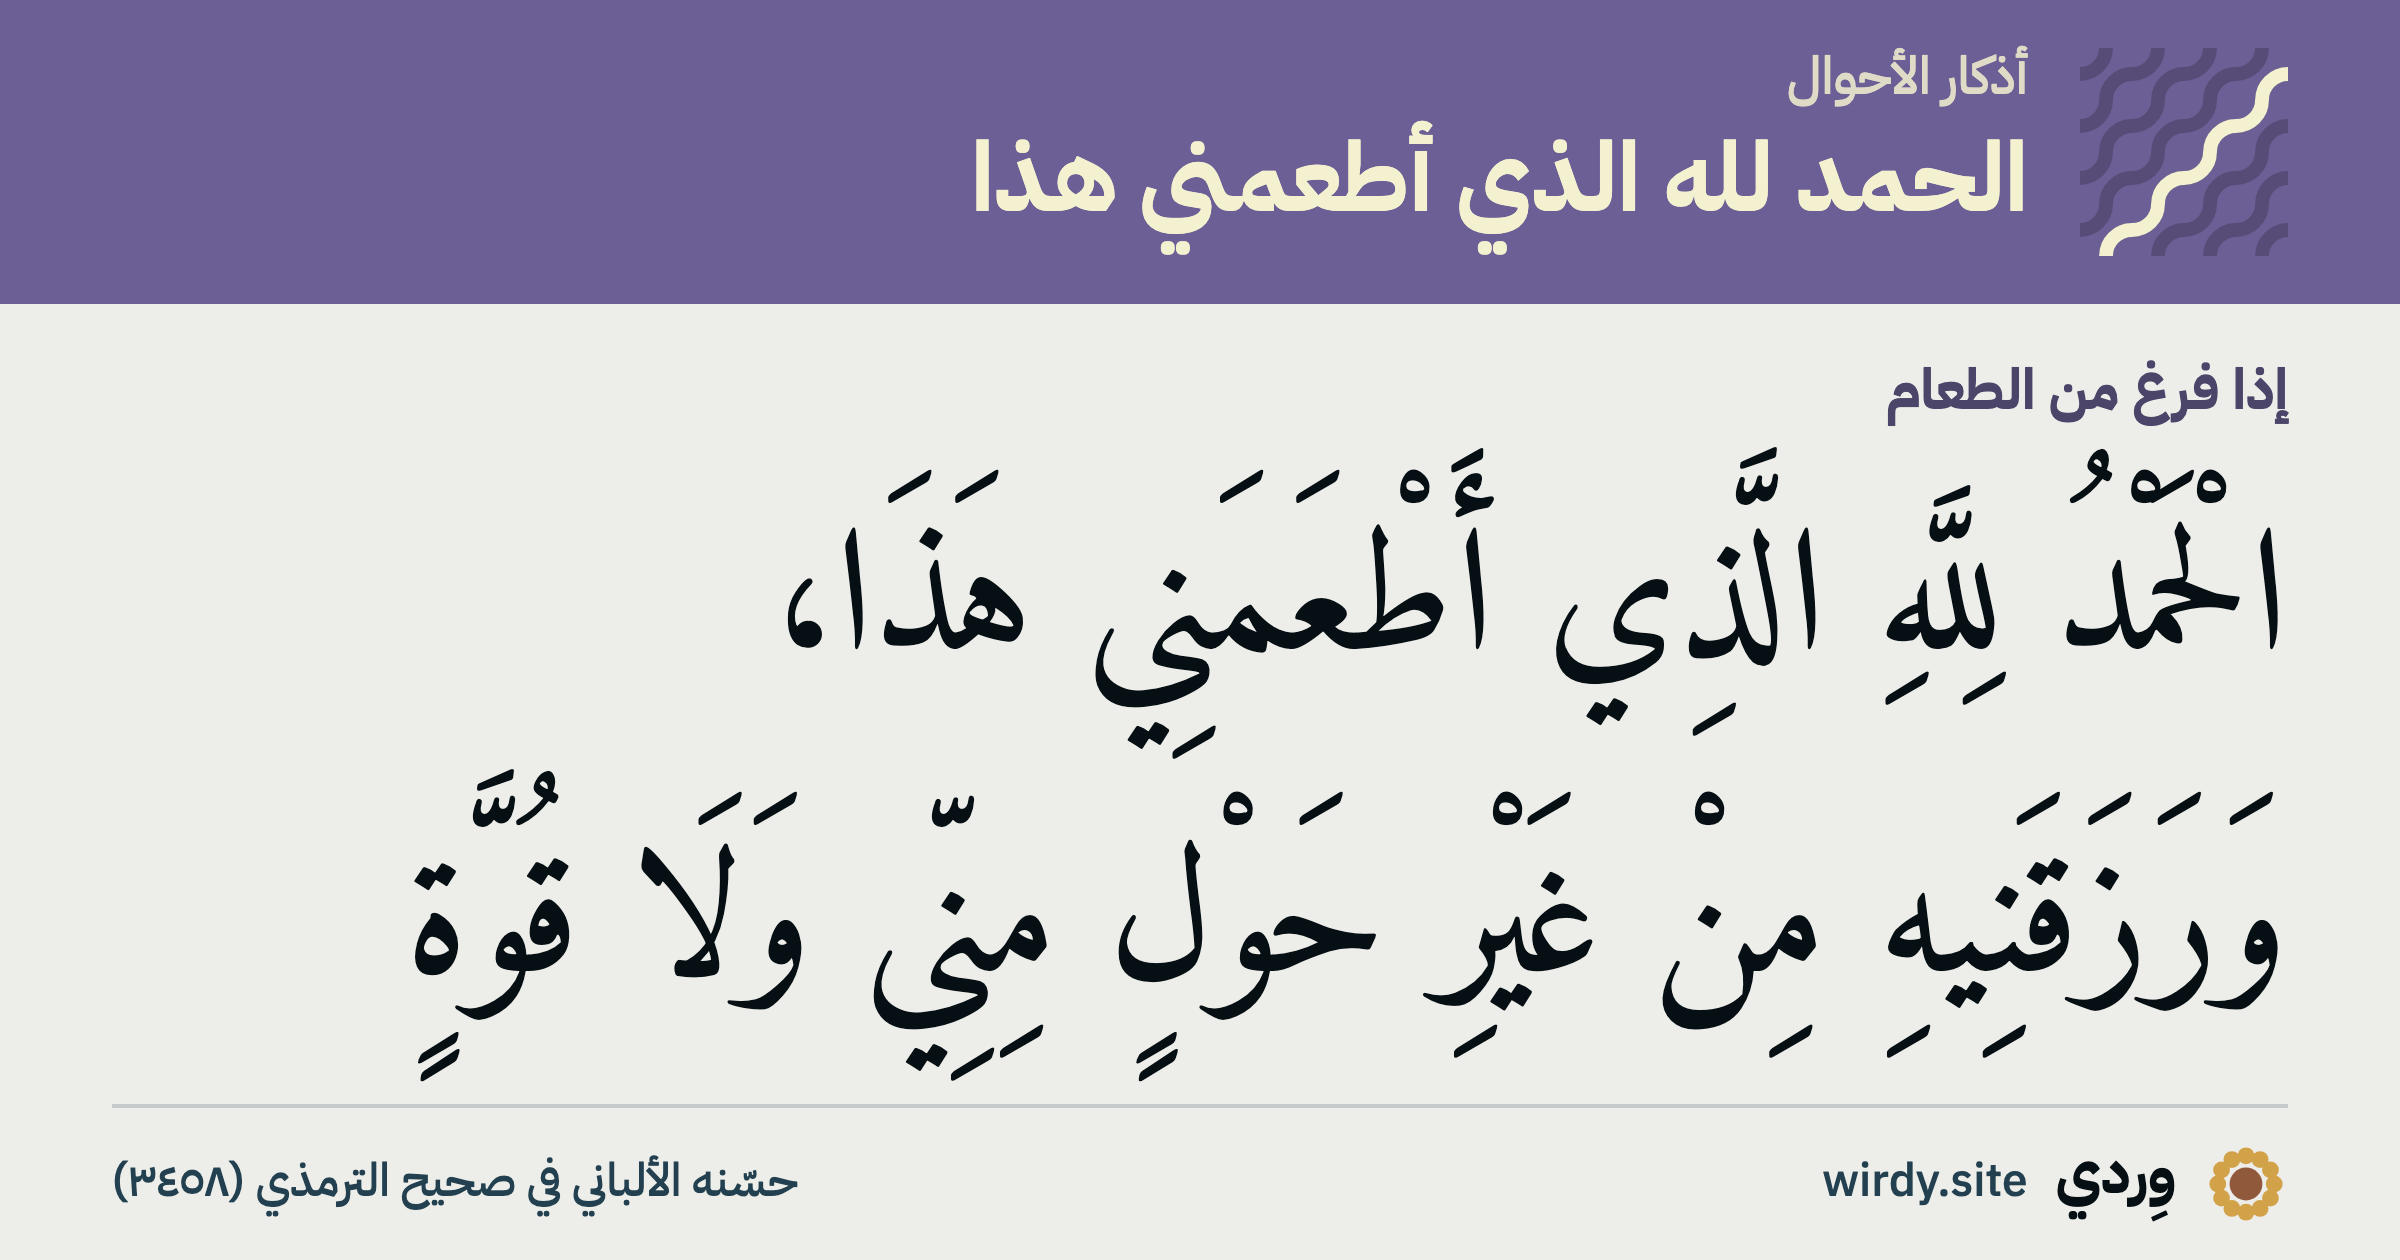 أذكار الأحوال
الحمد لله الذي أطعمني هذا
إذا فرغ من الطعام
الْحَمْدُ لِلَّهِ الَّذِي أَطْعَمَنِي هَذَا،
وَرَزَقَنِيهِ مِنْ غَيْرِ حَوْلٍ مِنِّي وَلَا قُوَّةٍ
وِردي wirdy.site
حسّنه الألباني في صحيح الترمذي (٣٤٥٨)